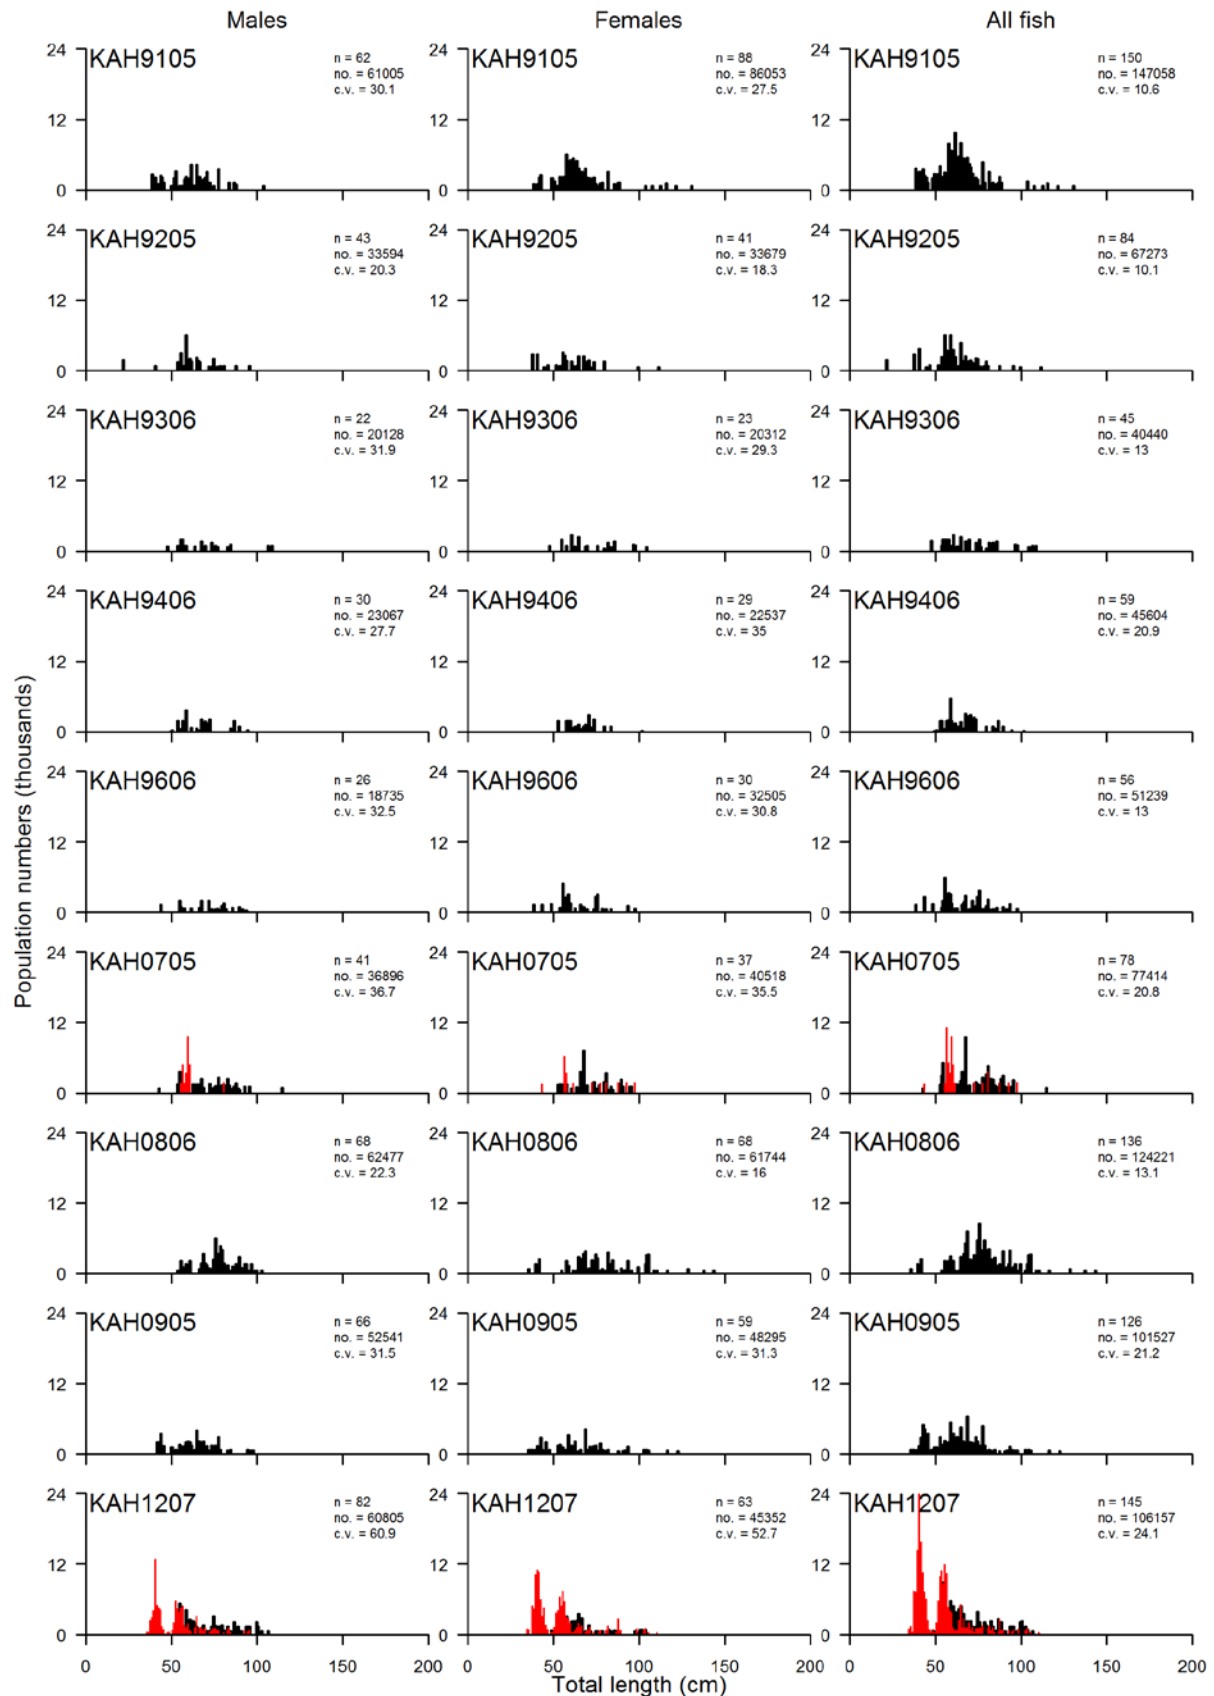 Males Females All fish
24 KAH9105 n = 62 24 KAH9105 n = 88 24 KAH9105 n = 150
no. = 61005 no. = 86053 no. = 147058
c.v. = 30.1 c.v. = 27.5 c.v. = 10.6
12 12 12
0 0 0
24 KAH9205 n = 43 24 KAH9205 n = 41 24 KAH9205 n = 84
no. = 33594 no. = 33679 no. = 67273
c.v. = 20.3 c.v. = 18.3 c.v. = 10.1
12 12 12
0 0 0
24 KAH9306 n = 22 24 KAH9306 n = 23 24 KAH9306 n = 45
no. = 20128 no. = 20312 no. = 40440
c.v. = 31.9 c.v. = 29.3 c.v. = 13
12 12 12
0 0 0
24 KAH9406 n = 30 24 KAH9406 n = 29 24 KAH9406 n = 59
no. = 23067 no. = 22537 no. = 45604
c.v. = 27.7 c.v. = 35 c.v. = 20.9
12 12 12
0 0 0
Population numbers (thousands)
24 KAH9606 n = 26 24 KAH9606 n = 30 24 KAH9606 n = 56
no. = 18735 no. = 32505 no. = 51239
c.v. = 32.5 c.v. = 30.8 c.v. = 13
12 12 12
0 0 0
24 KAH0705 n = 41 24 KAH0705 n = 37 24 KAH0705 n = 78
no. = 36896 no. = 40518 no. = 77414
c.v. = 36.7 c.v. = 35.5 c.v. = 20.8
12 12 12
0 0 0
24 KAH0806 n = 68 24 KAH0806 n = 68 24 KAH0806 n = 136
no. = 62477 no. = 61744 no. = 124221
c.v. = 22.3 c.v. = 16 c.v. = 13.1
12 12 12
0 0 0
24 KAH0905 n = 66 24 KAH0905 n = 59 24 KAH0905 n = 126
no. = 52541 no. = 48295 no. = 101527
c.v. = 31.5 c.v. = 31.3 c.v. = 21.2
12 12 12
0 0 0
24 KAH1207 n = 82 24 KAH1207 n = 63 24 KAH1207 n = 145
no. = 60805 no. = 45352 no. = 106157
c.v. = 60.9 c.v. = 52.7 c.v. = 24.1
12 12 12
0 0 0
0 50 100 150 200 0 50 100 150 200 0 50 100 150 200
Total length (cm)